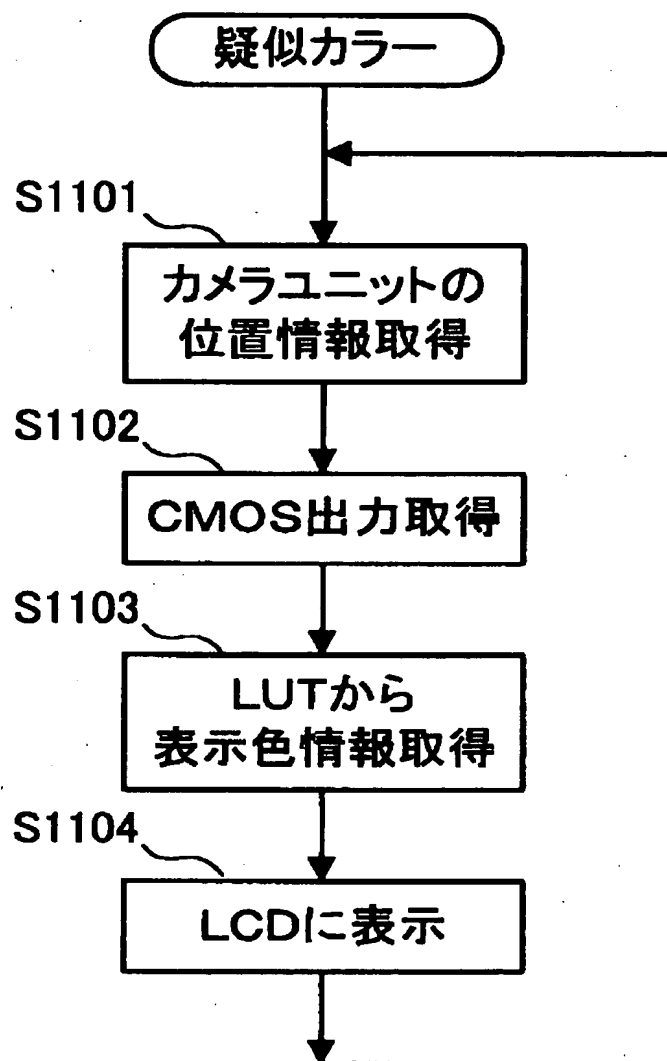 疑似カラー
S1101
カメラユニットの
位置情報取得
S1102
CMOS出力取得
S1103
LUTから
表示色情報取得
S1104
LCDに表示